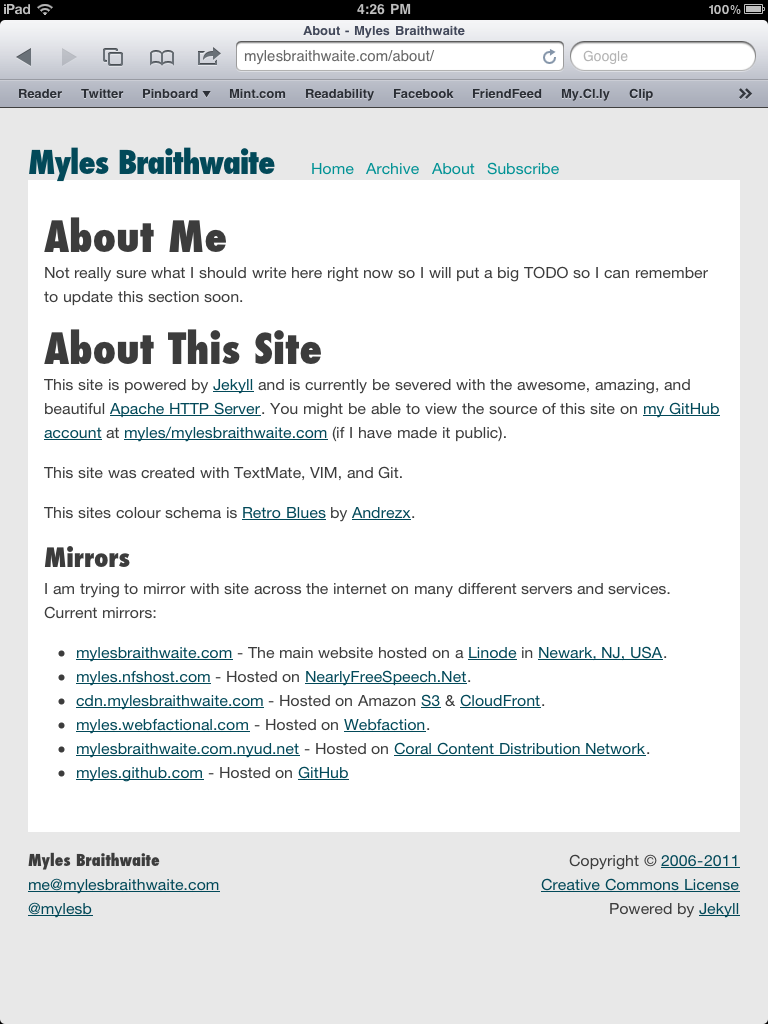 iPad 4:26 PM 100%
About - Myles Braithwaite
mylesbraithwaite.com/about/ Google
Reader Twitter Pinboard ▼ Mint.com Readability Facebook FriendFeed My.Cl.ly Clip »
Myles Braithwaite Home Archive About Subscribe
About Me
Not really sure what I should write here right now so I will put a big TODO so I can remember
to update this section soon.
About This Site
This site is powered by Jekyll and is currently be severed with the awesome, amazing, and
beautiful Apache HTTP Server. You might be able to view the source of this site on my GitHub
account at myles/mylesbraithwaite.com (if I have made it public).
This site was created with TextMate, VIM, and Git.
This sites colour schema is Retro Blues by Andrezx.
Mirrors
I am trying to mirror with site across the internet on many different servers and services.
Current mirrors:
• mylesbraithwaite.com - The main website hosted on a Linode in Newark, NJ, USA.
• myles.nfshost.com - Hosted on NearlyFreeSpeech.Net.
• cdn.mylesbraithwaite.com - Hosted on Amazon S3 & CloudFront.
• myles.webfactional.com - Hosted on Webfaction.
• mylesbraithwaite.com.nyud.net - Hosted on Coral Content Distribution Network.
• myles.github.com - Hosted on GitHub
Myles Braithwaite Copyright © 2006-2011
me@mylesbraithwaite.com Creative Commons License
@mylesb Powered by Jekyll